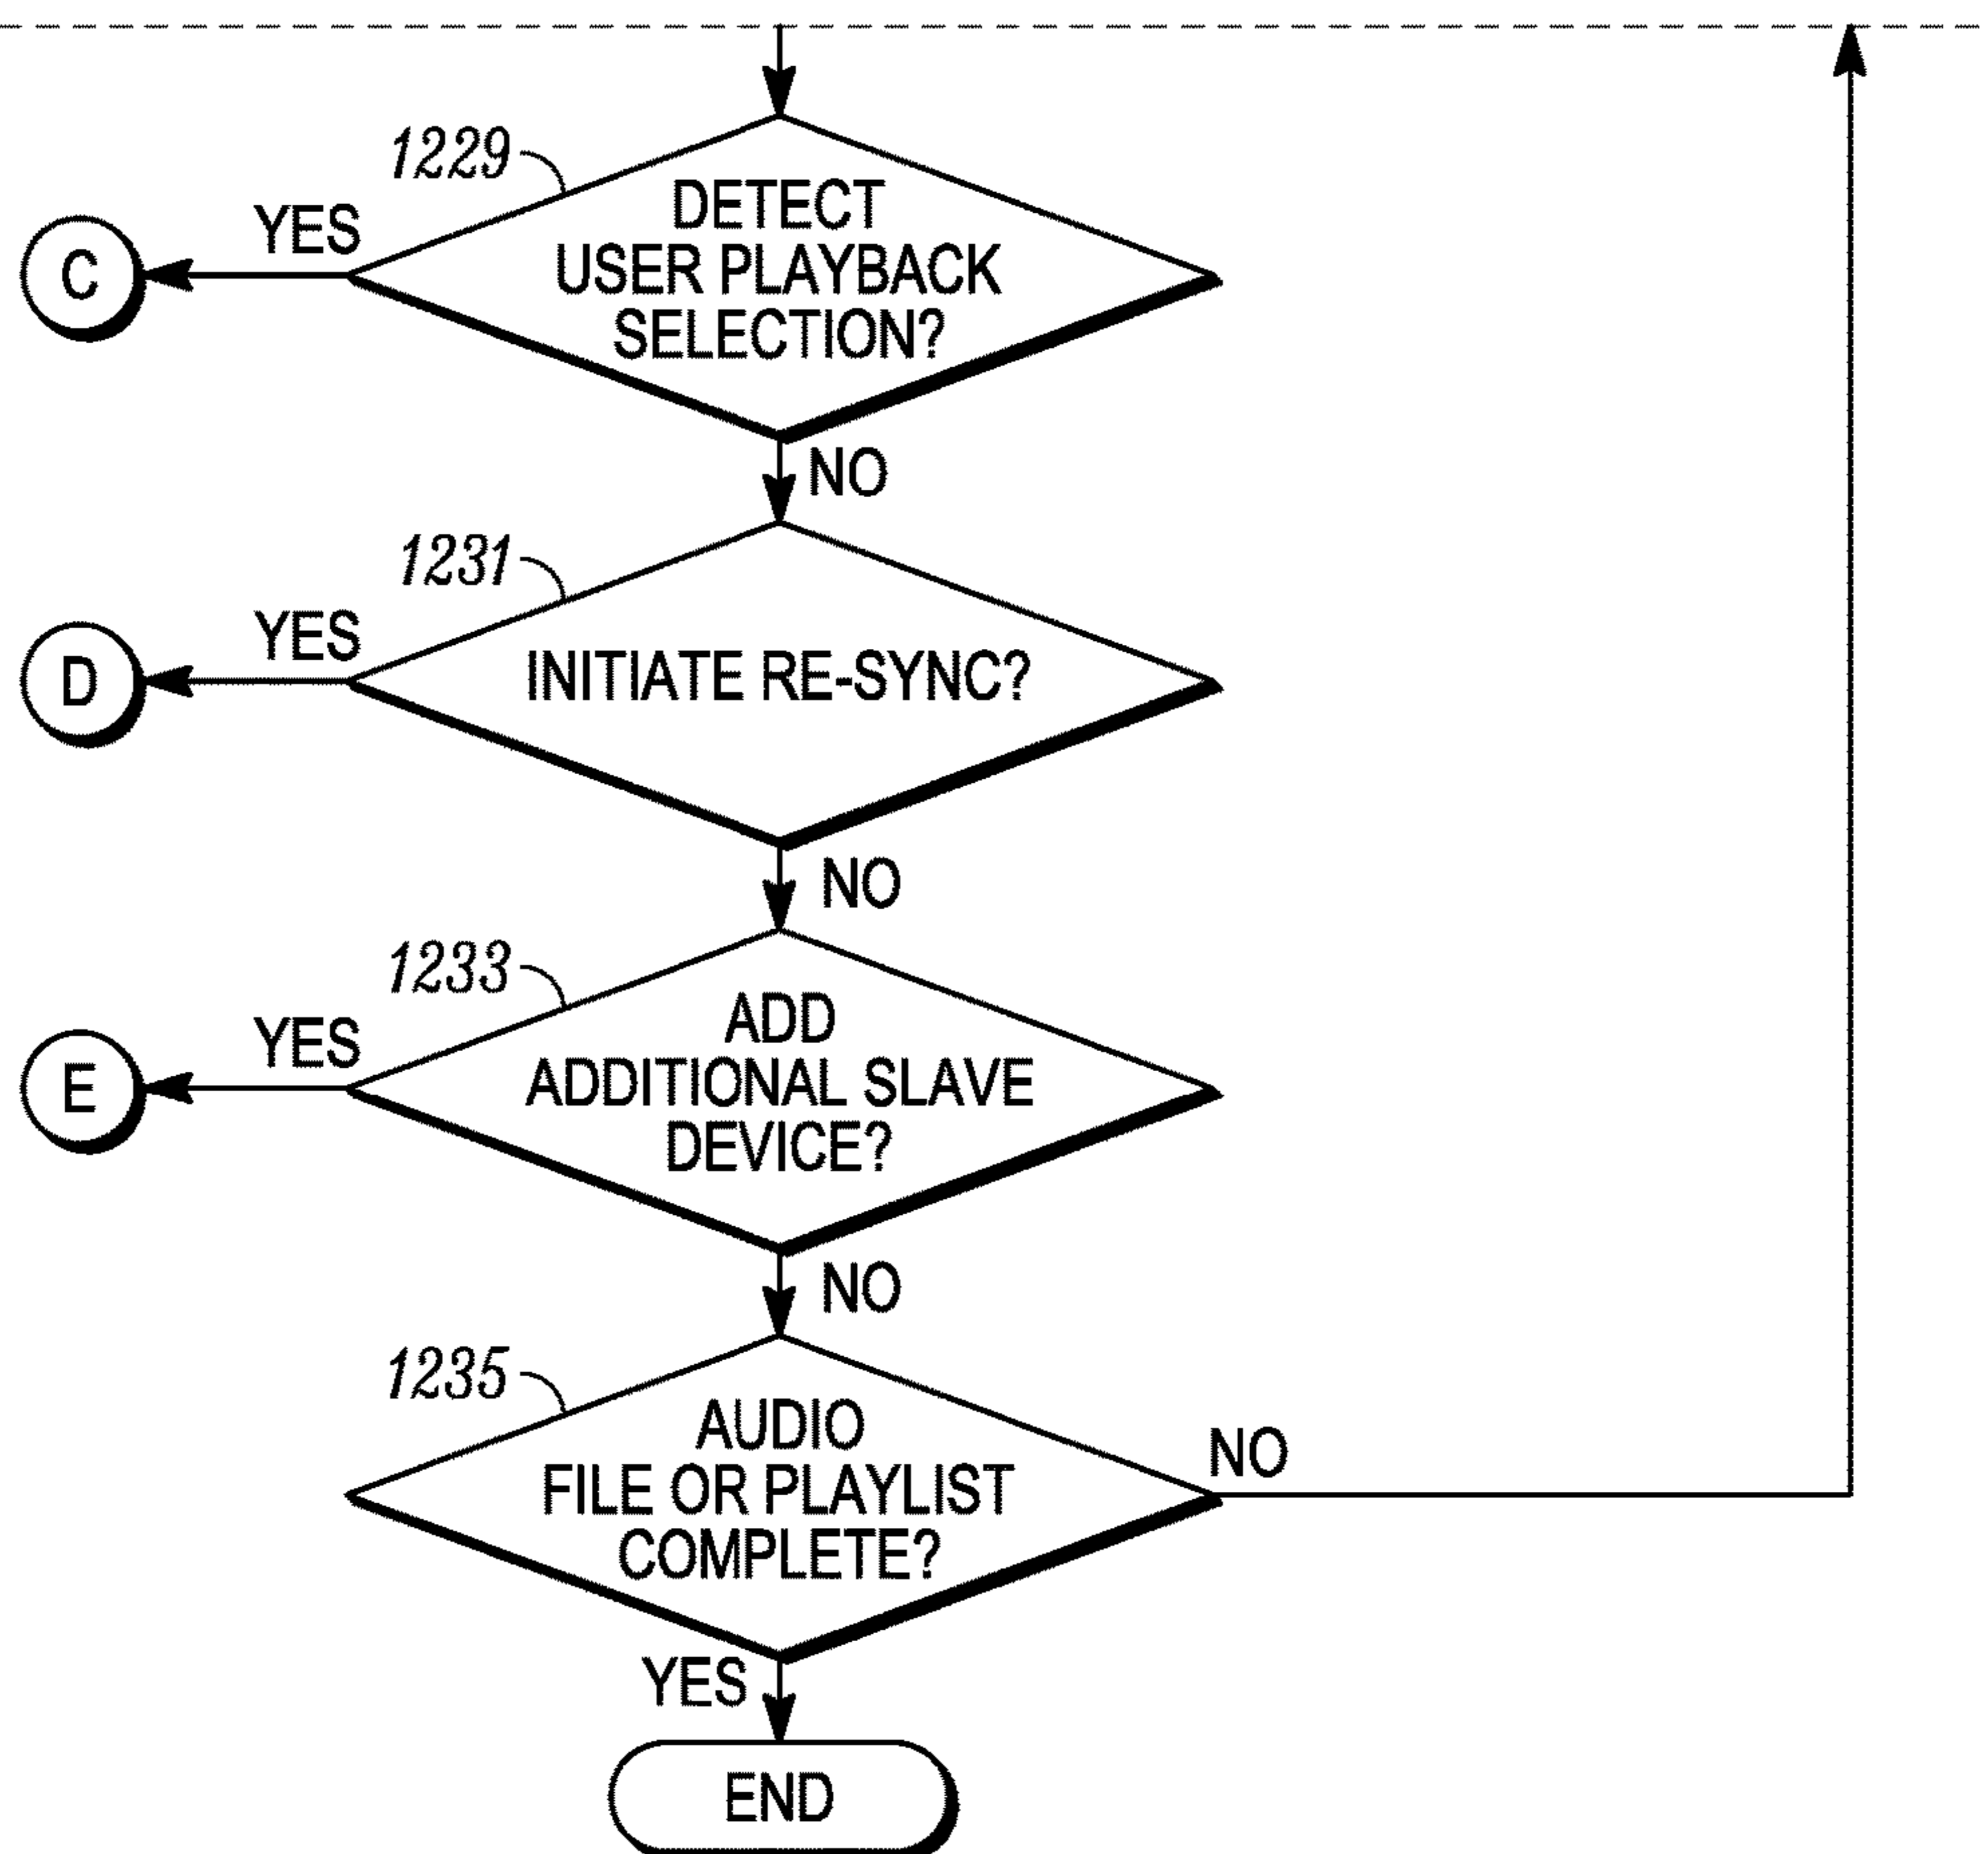 1229
DETECT
USER PLAYBACK
SELECTION?
YES
C
NO
1231
INITIATE RE-SYNC?
YES
D
NO
1233
ADD
ADDITIONAL SLAVE
DEVICE?
YES
E
NO
1235
AUDIO
FILE OR PLAYLIST
COMPLETE?
NO
YES
END